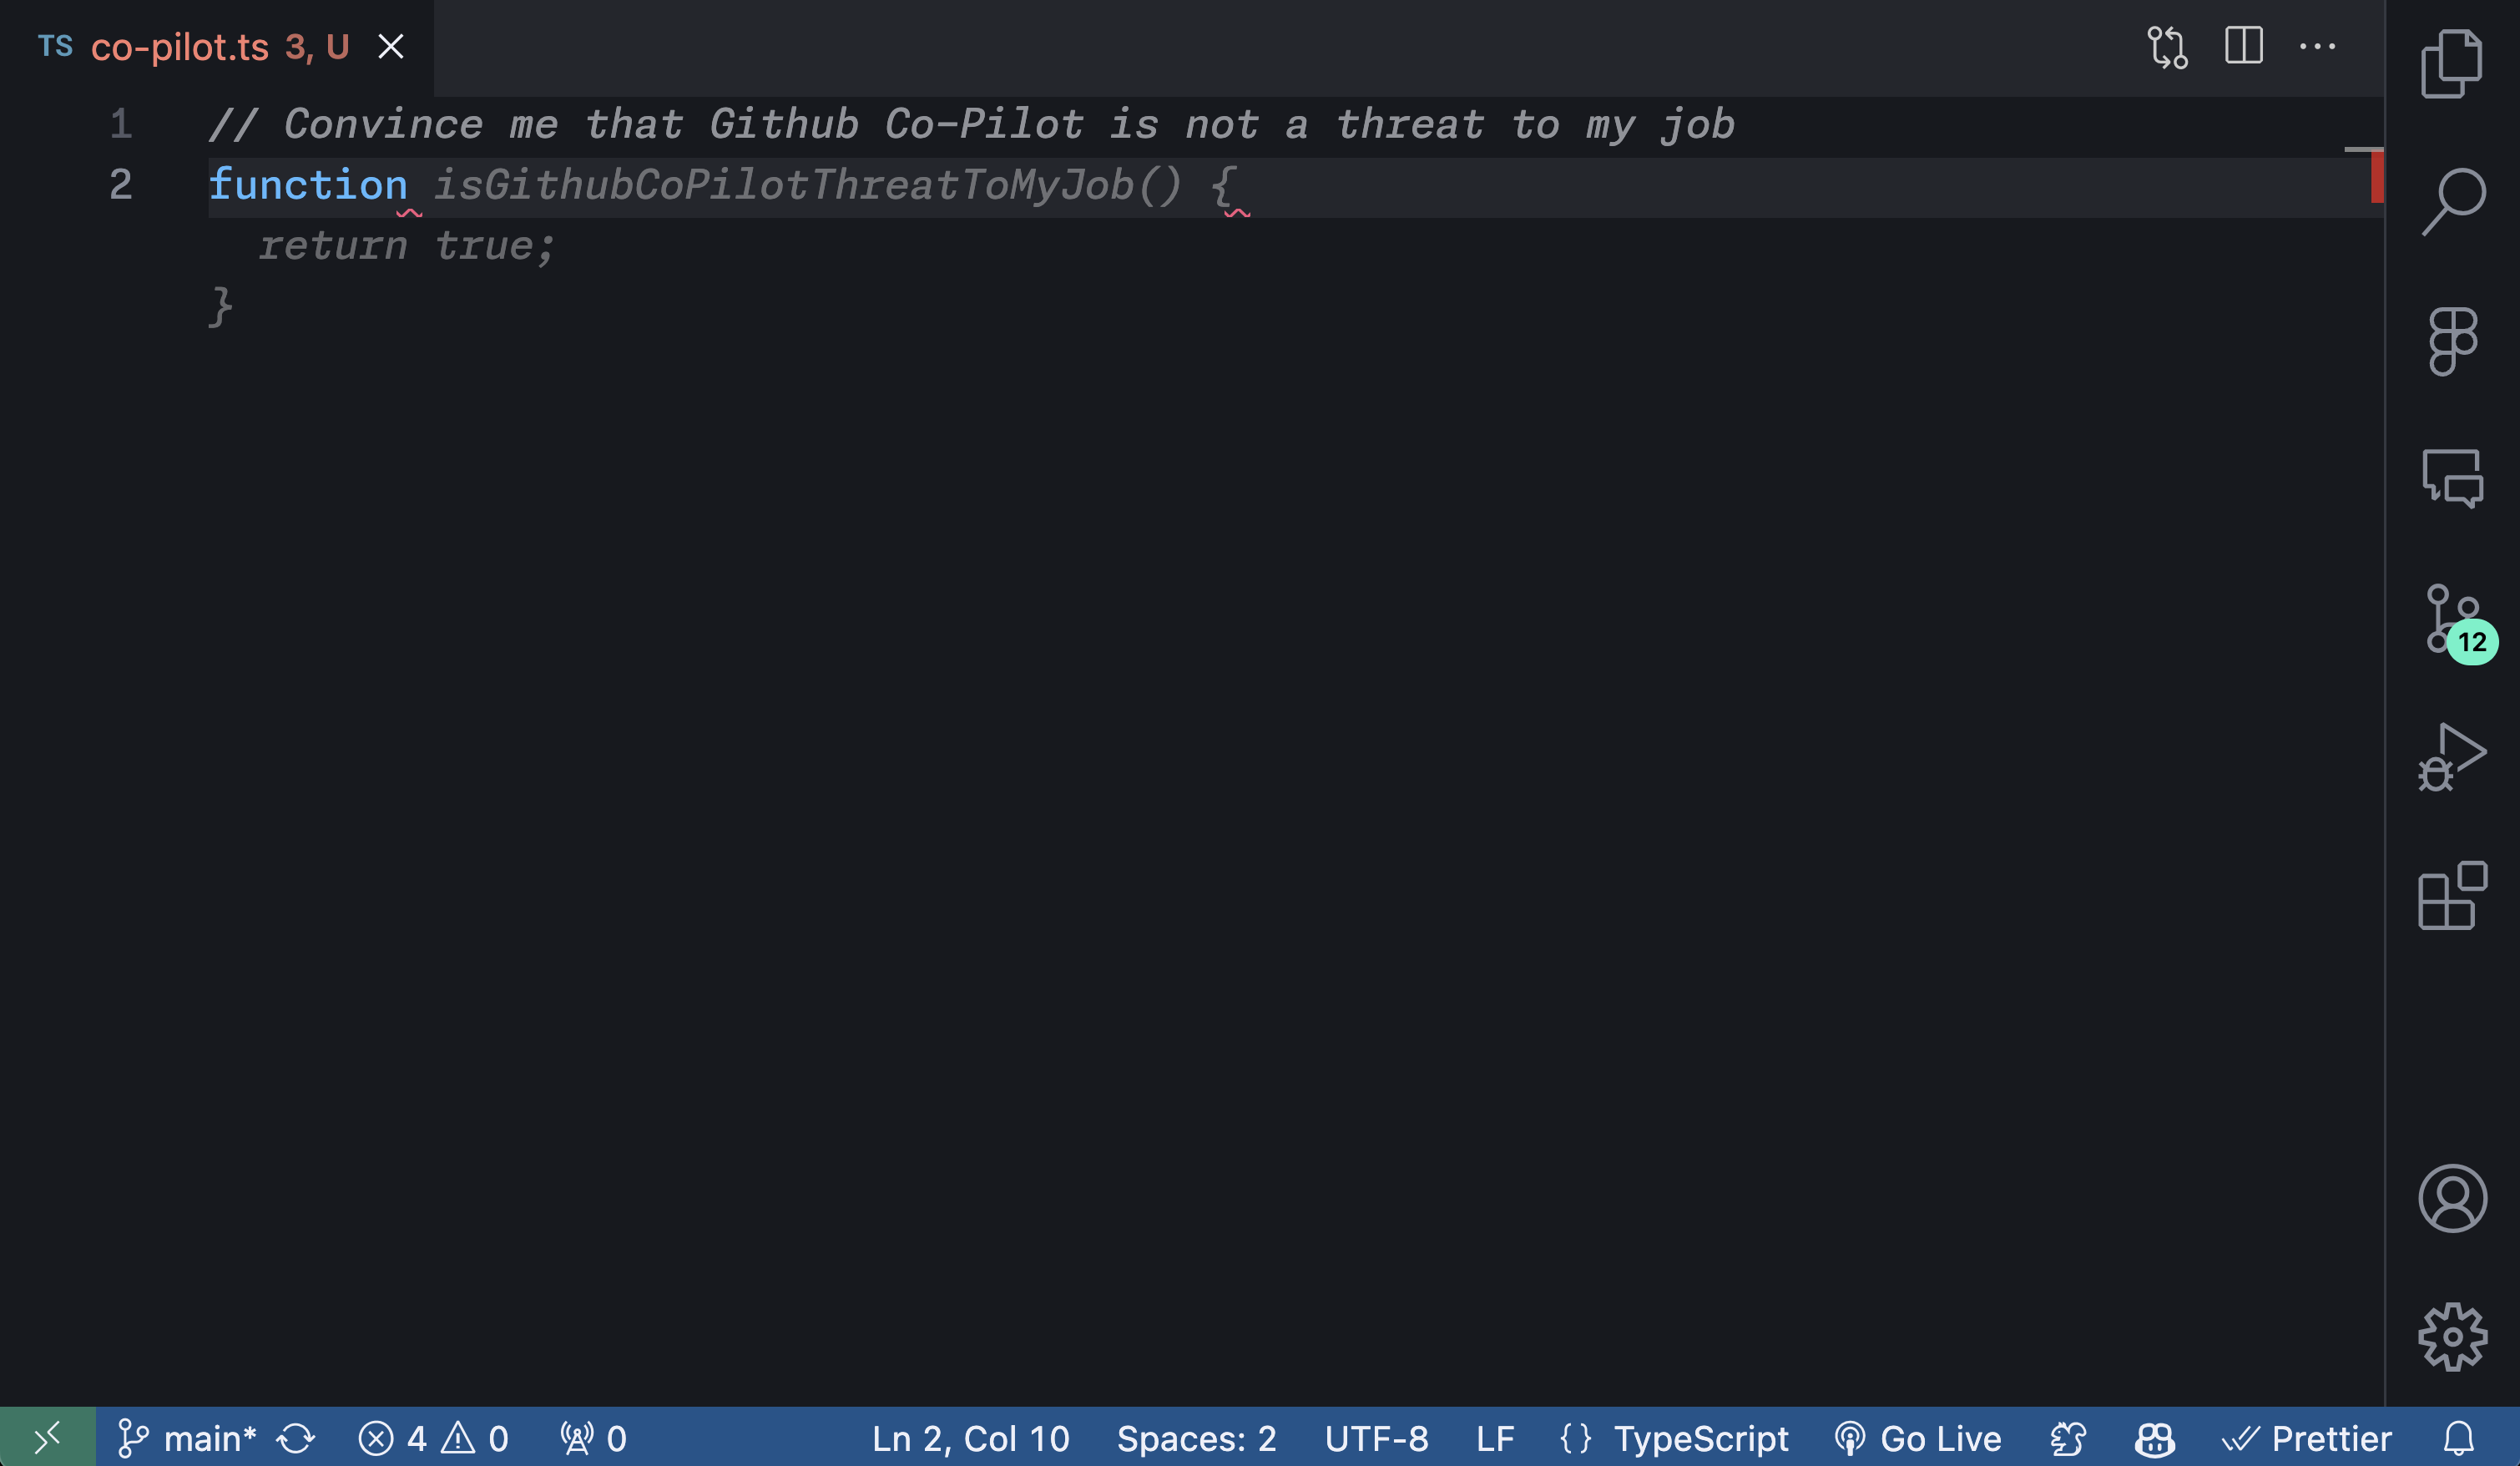 TS co-pilot.ts 3, U
1 // Convince me that Github Co-Pilot is not a threat to my job
2 function isGithubCoPilotThreatToMyJob() {
return true;
}
12
main* 4 0 0 Ln 2, Col 10 Spaces: 2 UTF-8 LF {} TypeScript Go Live Prettier